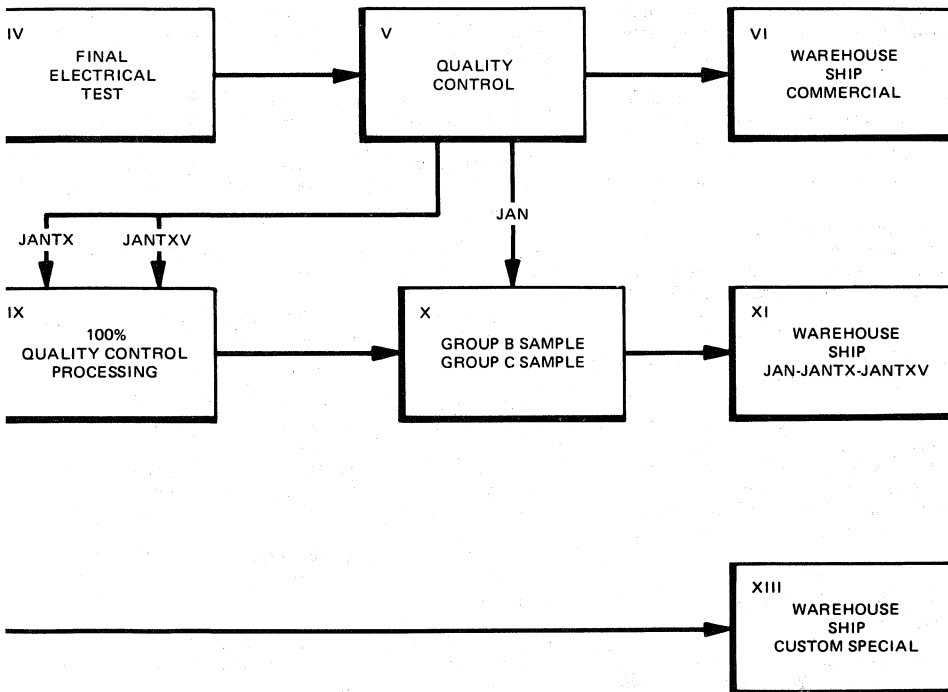 IV
FINAL
ELECTRICAL
TEST
V
QUALITY
CONTROL
VI
WAREHOUSE
SHIP
COMMERCIAL
JANTX
JANTXV
JAN
IX
100%
QUALITY CONTROL
PROCESSING
X
GROUP B SAMPLE
GROUP C SAMPLE
XI
WAREHOUSE
SHIP
JAN-JANTX-JANTXV
XIII
WAREHOUSE
SHIP
CUSTOM SPECIAL